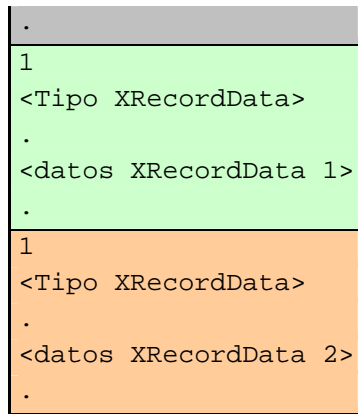 .
1
<Tipo XRecordData>
.
<datos XRecordData 1>
.
1
<Tipo XRecordData>
.
<datos XRecordData 2>
.